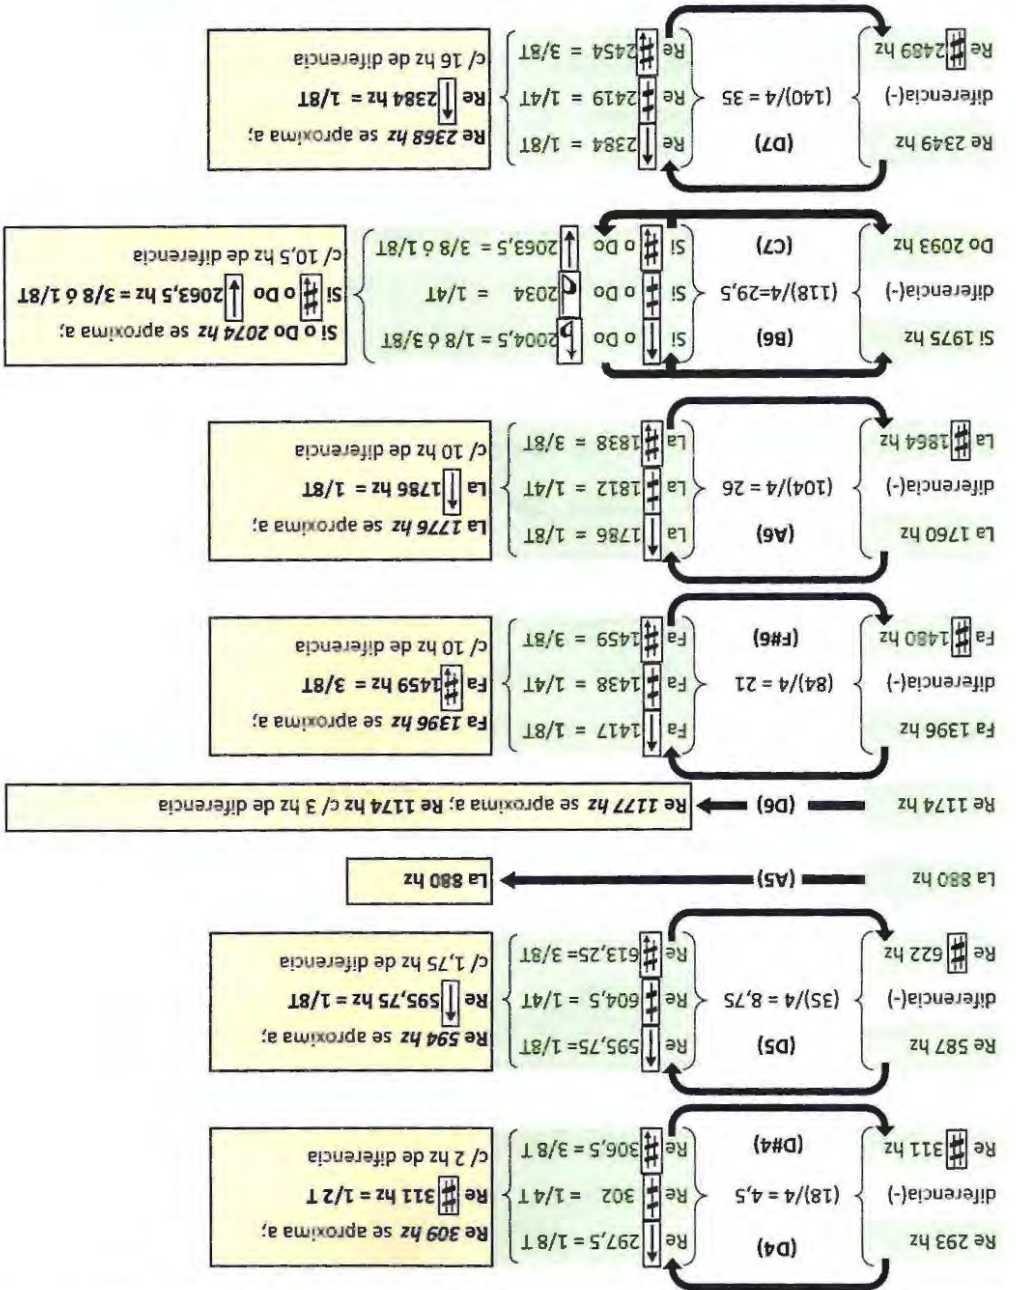 Re 293 hz (D4) Re ↑ 297,5 = 1/8 T Re 309 hz se aproxima a;
diferencia(-) (18)/4 = 4,5 Re ‡ 302 = 1/4 T Re # 311 hz = 1/2 T
Re # 311 hz (D#4) Re # 306,5 = 3/8 T c/ 2 hz de diferencia
Re 587 hz (D5) Re ↑ 595,75 =1/8T Re 594 hz se aproxima a;
diferencia(-) (35)/4 = 8,75 Re ‡ 604,5 = 1/4T Re ↑ 595,75 hz = 1/8T
Re # 622 hz Re # 613,25= 3/8T c/ 1,75 hz de diferencia
La 880 hz (A5) La 880 hz
Re 1174 hz (D6) Re 1177 hz se aproxima a; Re 1174 hz c/ 3 hz de diferencia
Fa 1396 hz Fa ↑ 1417 = 1/8T Fa 1396 hz se aproxima a;
diferencia(-) (84)/4 = 21 Fa ‡ 1438 = 1/4T Fa # 1459 hz = 3/8T
Fa # 1480 hz (F#6) Fa # 1459 = 3/8T c/ 10 hz de diferencia
La 1760 hz (A6) La ↑ 1786 = 1/8T La 1776 hz se aproxima a;
diferencia(-) (104)/4 = 26 La ‡ 1812 = 1/4T La ↑ 1786 hz = 1/8T
La # 1864 hz La # 1838 = 3/8T c/ 10 hz de diferencia
Si 1975 hz (B6) Si ↑ o Do 2004,5 = 1/8 ó 3/8T Si o Do 2074 hz se aproxima a;
diferencia(-) (118)/4=29,5 Si ‡ o Do 2034 = 1/4T Si # o Do ↓ 2063,5 hz = 3/8 ó 1/8T
Do 2093 hz (C7) Si # o Do ↓ 2063,5 = 3/8 ó 1/8T c/ 10,5 hz de diferencia
Re 2349 hz (D7) Re ↑ 2384 = 1/8T Re 2368 hz se aproxima a;
diferencia(-) (140)/4 = 35 Re ‡ 2419 = 1/4T Re ↑ 2384 hz = 1/8T
Re # 2489 hz Re # 2454 = 3/8T c/ 16 hz de diferencia